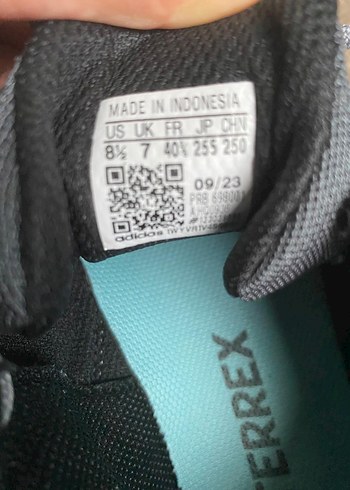 MADE IN INDONESIA
US UK FR JP CHN
8½ 7 40⅔ 255 250
09/23
PRB
adidas
TERREX